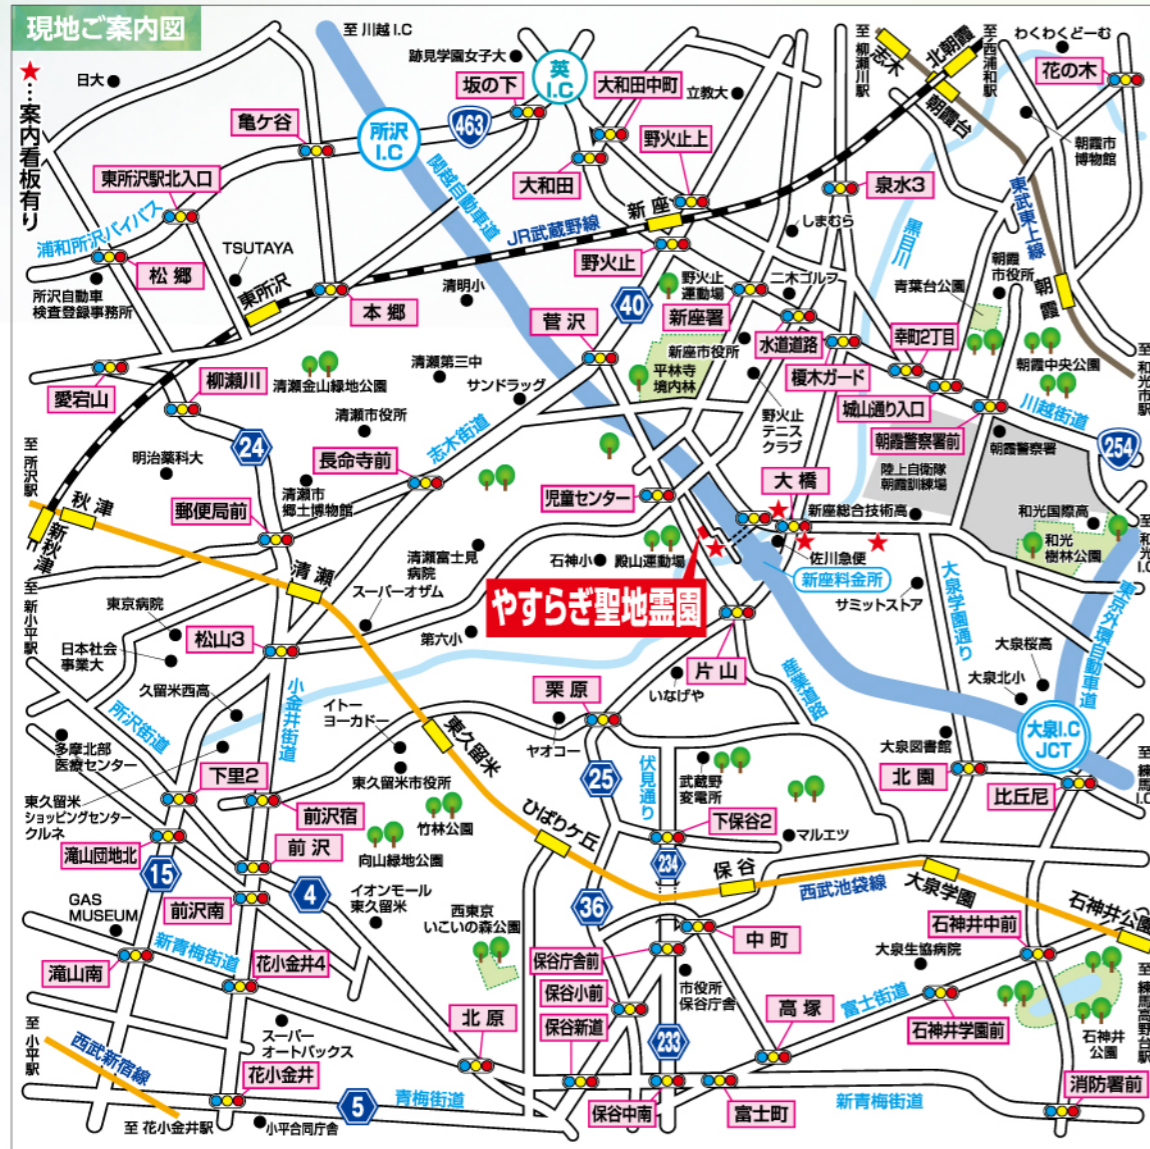 現地ご案内図
★…案内看板有り
至 川越 I.C
跡見学園女子大
英
I.C
坂の下
大和田中町
立教大
至 柳瀬川駅
志木
北朝霞
朝霞台
至 西浦和駅
わくわくどーむ
花の木
日大
亀ケ谷
所沢
I.C
463
関越自動車道
大和田
野火止上
泉水3
朝霞市
博物館
東所沢駅北入口
浦和所沢バイパス
TSUTAYA
JR武蔵野線
新座
しまむら
黒目川
東武東上線
松郷
所沢自動車
検査登録事務所
東所沢
本郷
清明小
野火止
40
野火止
運動場
新座署
二木ゴルフ
青葉台公園
朝霞
市役所
朝霞
菅沢
新座市役所
平林寺
境内林
水道道路
榎木ガード
幸町2丁目
朝霞中央公園
至 和光市駅
愛宕山
柳瀬川
清瀬金山緑地公園
清瀬第三中
サンドラッグ
城山通り入口
川越街道
254
清瀬市役所
志木街道
野火止
テニス
クラブ
朝霞警察署前
朝霞警察署
至 所沢駅
24
明治薬科大
長命寺前
清瀬市
郷土博物館
児童センター
大橋
陸上自衛隊
朝霞訓練場
新座総合技術高
和光国際高
秋津
新秋津
郵便局前
清瀬
清瀬富士見
病院
石神小
殿山運動場
佐川急便
新座料金所
和光
樹林公園
至 和光I.C
至 新小平駅
東京病院
スーパーオザム
やすらぎ聖地霊園
サミットストア
大泉学園通り
東京外環自動車道
日本社会
事業大
松山3
第六小
片山
大泉桜高
大泉北小
久留米西高
小金井街道
栗原
いなげや
産業道路
所沢街道
イトー
ヨーカドー
東久留米
ヤオコー
大泉図書館
大泉I.C
JCT
多摩北部
医療センター
東久留米市役所
25
伏見通り
武蔵野
変電所
北園
比丘尼
至 練馬I.C
下里2
東久留米
ショッピングセンター
クルネ
前沢宿
竹林公園
ひばりケ丘
下保谷2
マルエツ
滝山団地北
前沢
向山緑地公園
234
保谷
15
4
36
西武池袋線
大泉学園
石神井公園
GAS
MUSEUM
前沢南
イオンモール
東久留米
西東京
いこいの森公園
中町
石神井中前
新青梅街道
花小金井4
保谷庁舎前
大泉生協病院
滝山南
市役所
保谷庁舎
保谷小前
富士街道
至 練馬高野台駅
至 小平駅
スーパー
オートバックス
北原
保谷新道
高塚
石神井学園前
石神井
公園
233
西武新宿線
花小金井
5
青梅街道
保谷中南
富士町
新青梅街道
消防署前
至 花小金井駅
小平合同庁舎